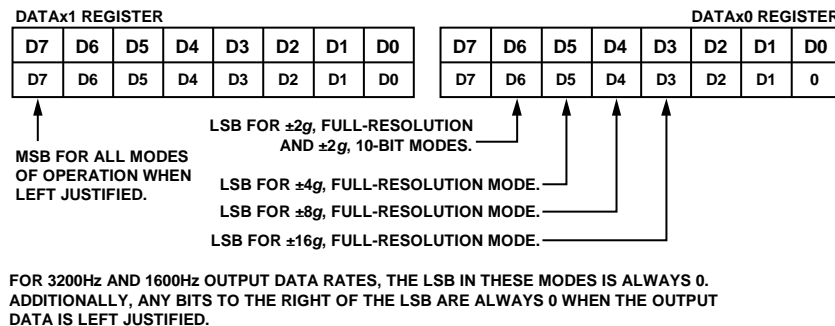 DATAx1 REGISTER DATAx0 REGISTER
D7 D6 D5 D4 D3 D2 D1 D0 D7 D6 D5 D4 D3 D2 D1 D0
D7 D6 D5 D4 D3 D2 D1 D0 D7 D6 D5 D4 D3 D2 D1 0
MSB FOR ALL MODES
OF OPERATION WHEN
LEFT JUSTIFIED.
LSB FOR ±2g, FULL-RESOLUTION
AND ±2g, 10-BIT MODES.
LSB FOR ±4g, FULL-RESOLUTION MODE.
LSB FOR ±8g, FULL-RESOLUTION MODE.
LSB FOR ±16g, FULL-RESOLUTION MODE.
FOR 3200Hz AND 1600Hz OUTPUT DATA RATES, THE LSB IN THESE MODES IS ALWAYS 0.
ADDITIONALLY, ANY BITS TO THE RIGHT OF THE LSB ARE ALWAYS 0 WHEN THE OUTPUT
DATA IS LEFT JUSTIFIED.